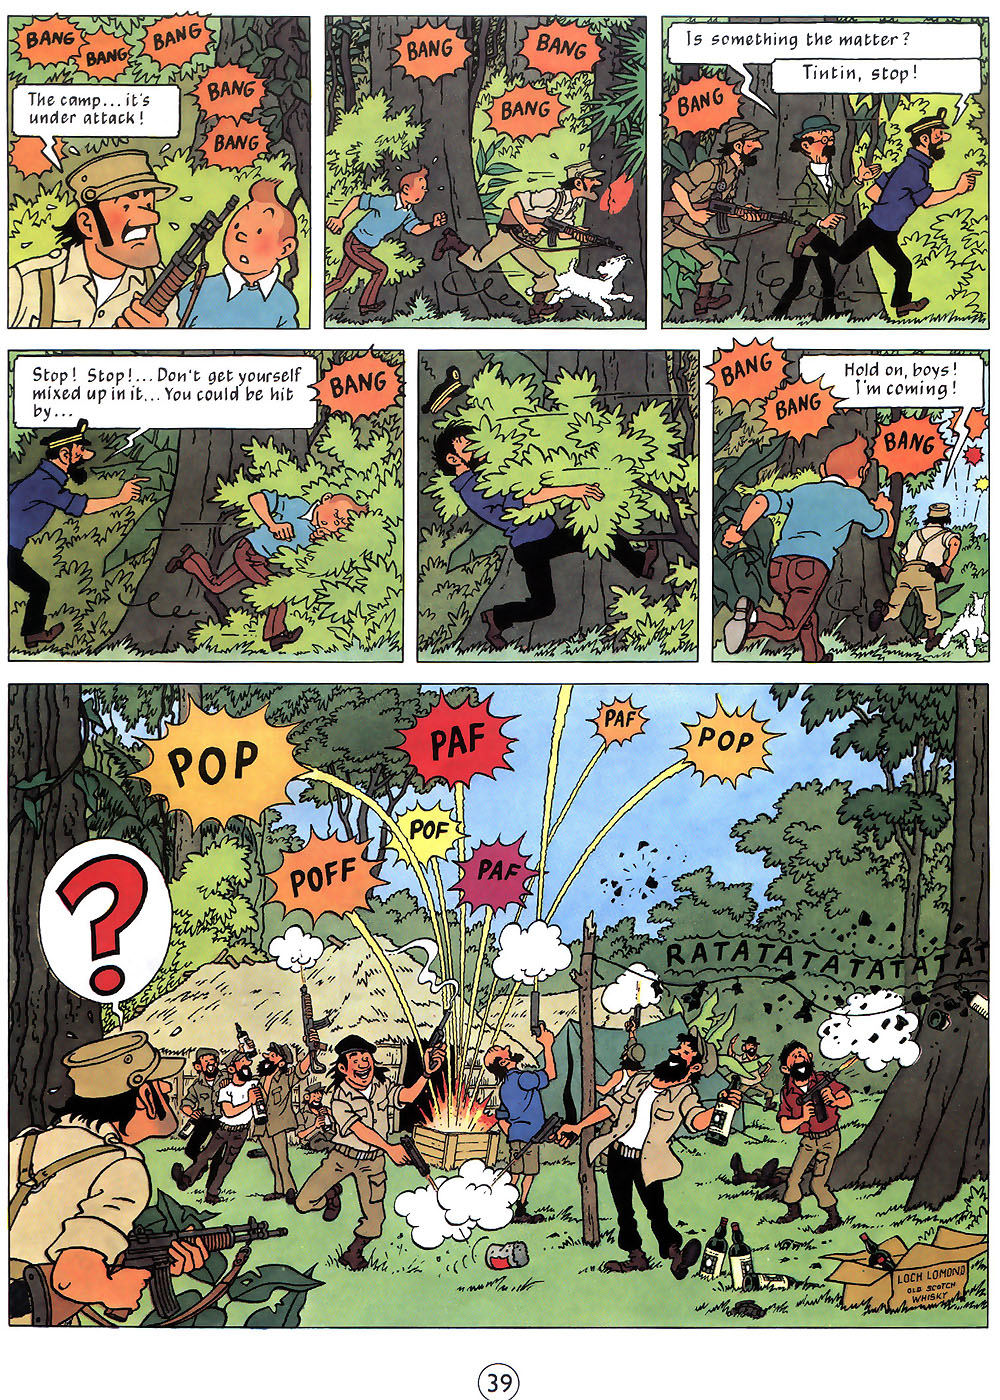 BANG
BANG
BANG
BANG
BANG
The camp... it's
under attack!
BANG
BANG
BANG
Is something the matter?
Tintin, stop!
BANG
Stop! Stop!... Don't get yourself
mixed up in it... You could be hit
by...
BANG
BANG
BANG
Hold on, boys!
I'm coming!
BANG
POP
PAF
PAF
POP
POF
POFF
PAF
?
RATATATATATATATAT
LOCH LOMOND
OLD SCOTCH
WHISKY
39